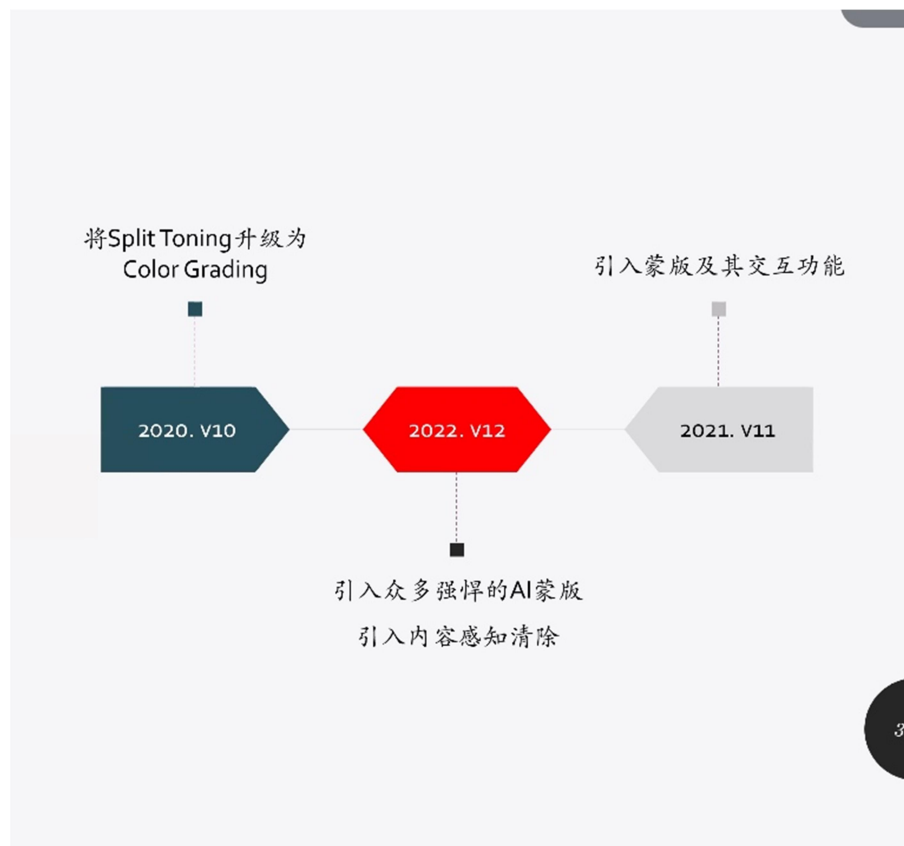 将Split Toning升级为
Color Grading
引入蒙版及其交互功能
2020. V10
2022. V12
2021. V11
引入众多强悍的AI蒙版
引入内容感知清除
3